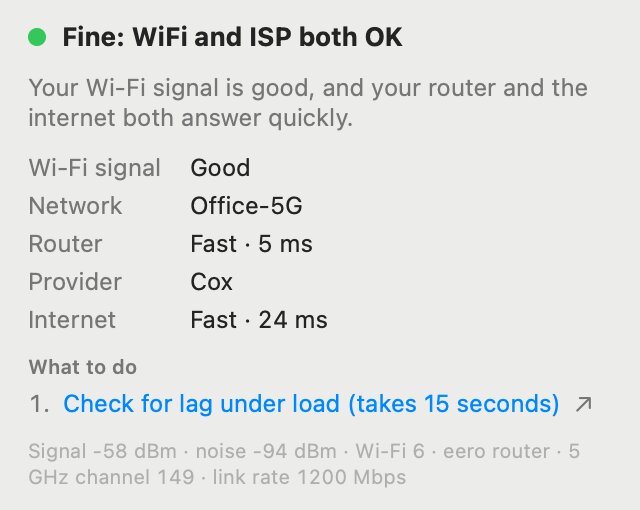 Fine: WiFi and ISP both OK
Your Wi-Fi signal is good, and your router and the
internet both answer quickly.
Wi-Fi signal Good
Network Office-5G
Router Fast · 5 ms
Provider Cox
Internet Fast · 24 ms
What to do
1. Check for lag under load (takes 15 seconds) ↗
Signal -58 dBm · noise -94 dBm · Wi-Fi 6 · eero router · 5
GHz channel 149 · link rate 1200 Mbps